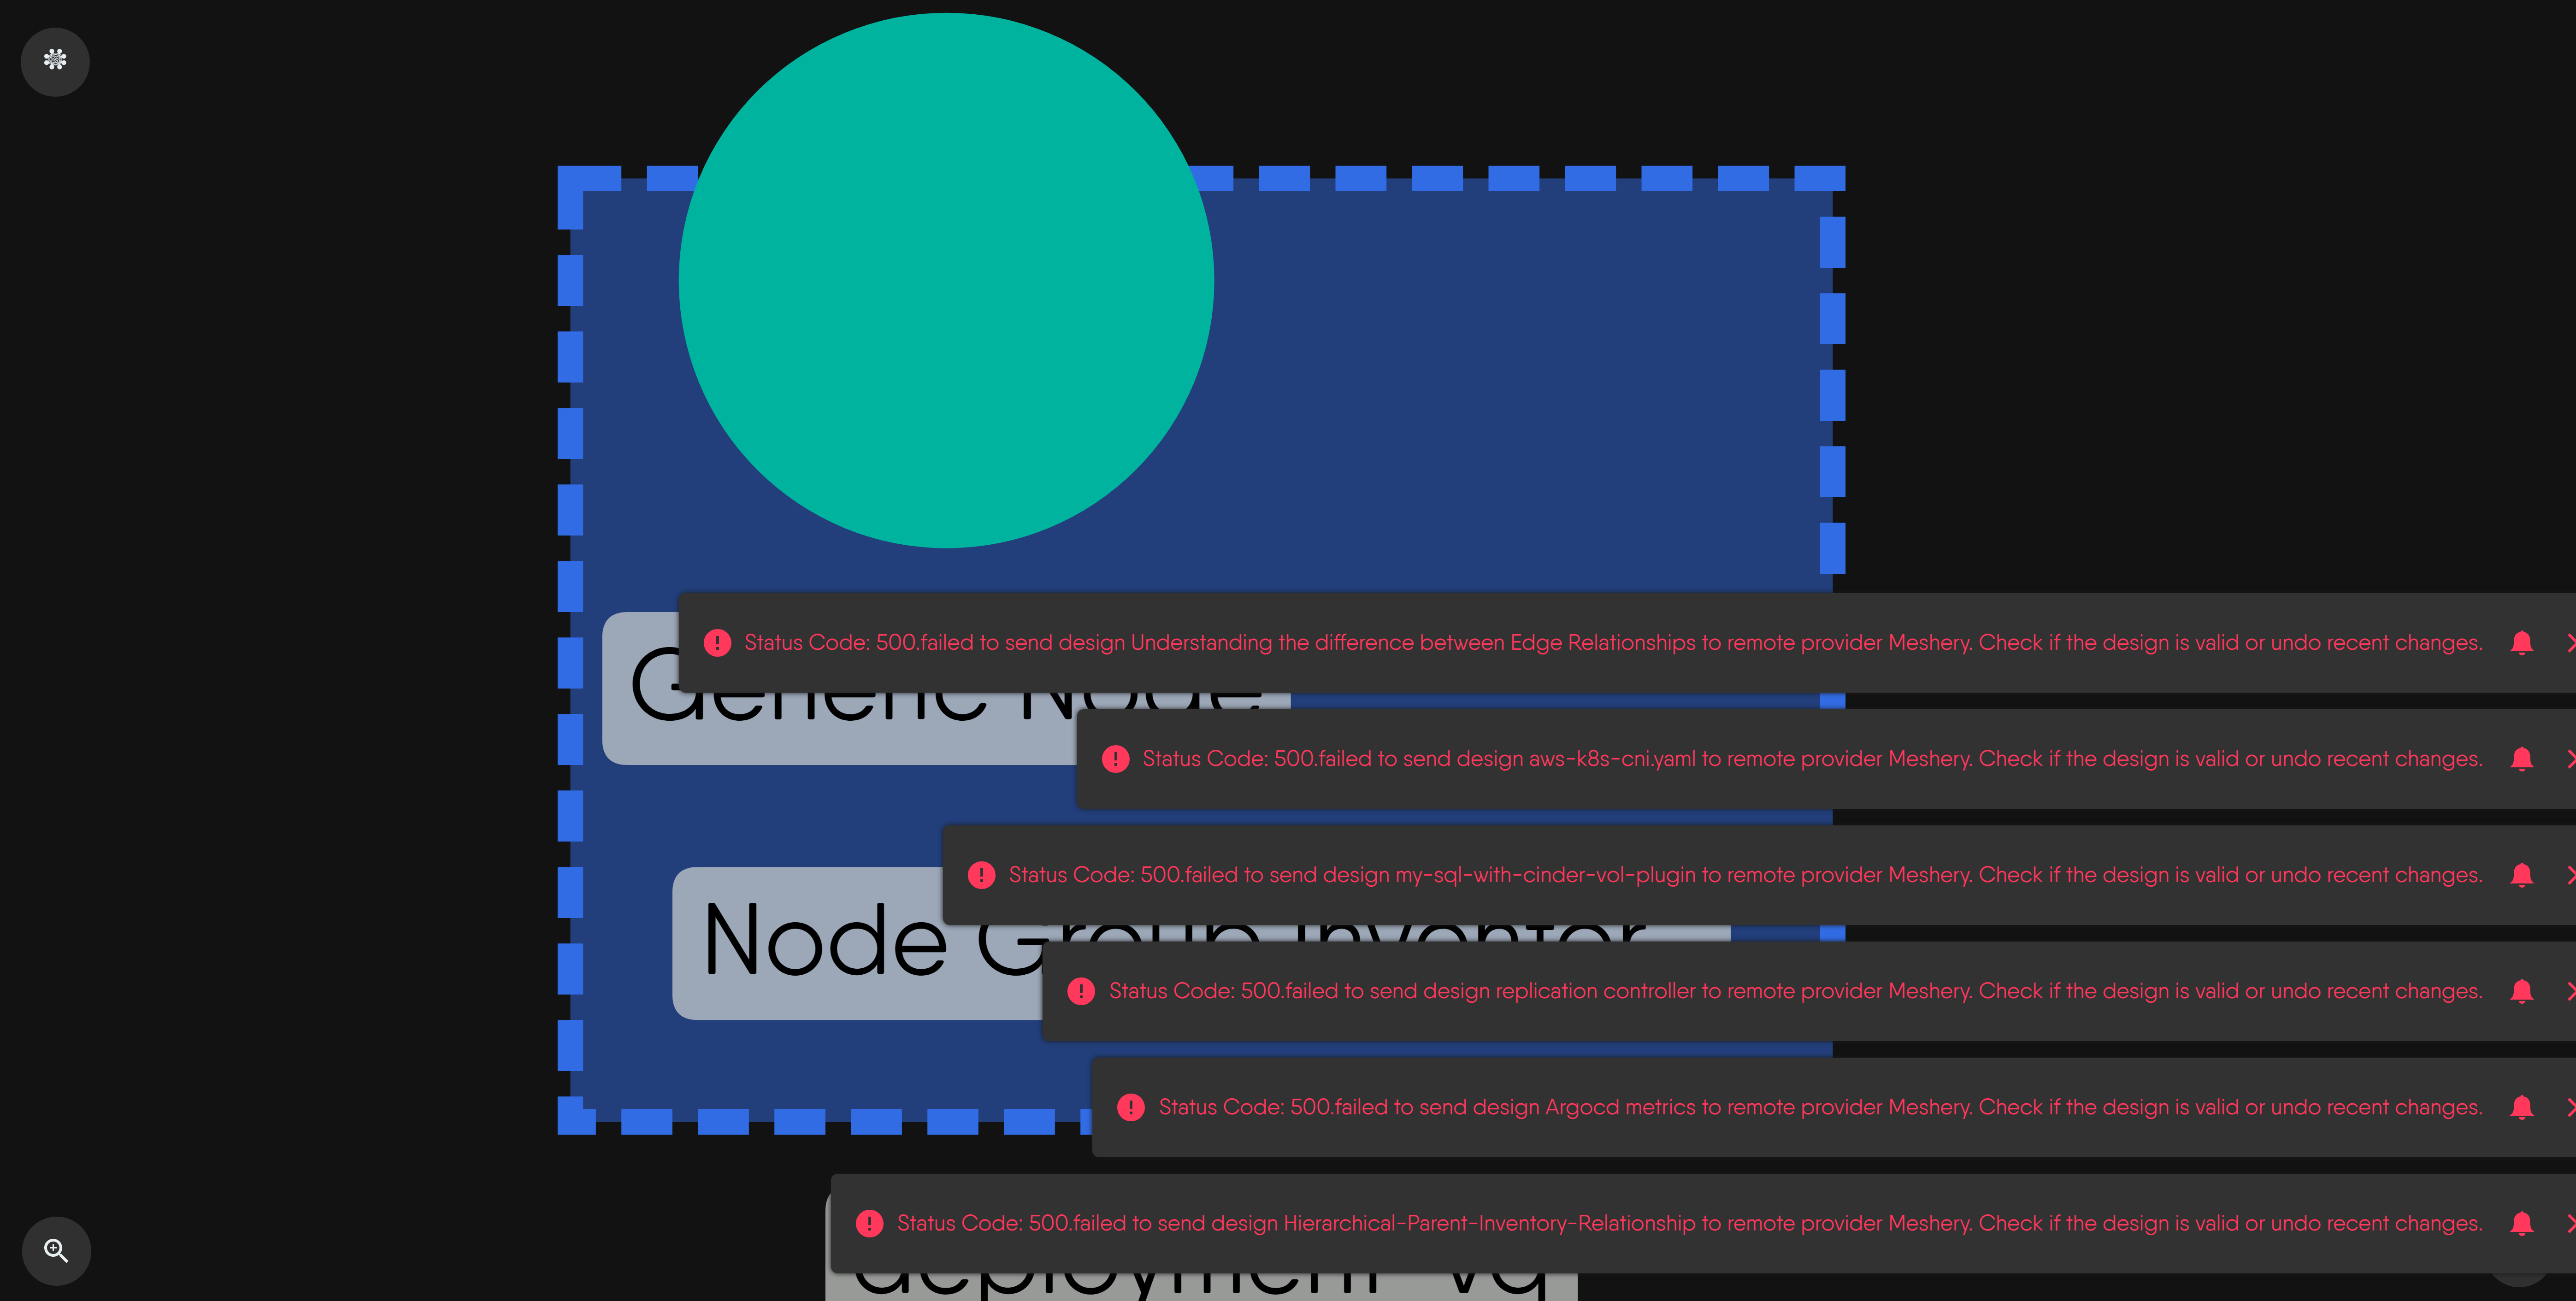 Status Code: 500.failed to send design Understanding the difference between Edge Relationships to remote provider Meshery. Check if the design is valid or undo recent changes.
Generic Node
Status Code: 500.failed to send design aws-k8s-cni.yaml to remote provider Meshery. Check if the design is valid or undo recent changes.
Status Code: 500.failed to send design my-sql-with-cinder-vol-plugin to remote provider Meshery. Check if the design is valid or undo recent changes.
Node Group Inventor
Status Code: 500.failed to send design replication controller to remote provider Meshery. Check if the design is valid or undo recent changes.
Status Code: 500.failed to send design Argocd metrics to remote provider Meshery. Check if the design is valid or undo recent changes.
Status Code: 500.failed to send design Hierarchical-Parent-Inventory-Relationship to remote provider Meshery. Check if the design is valid or undo recent changes.